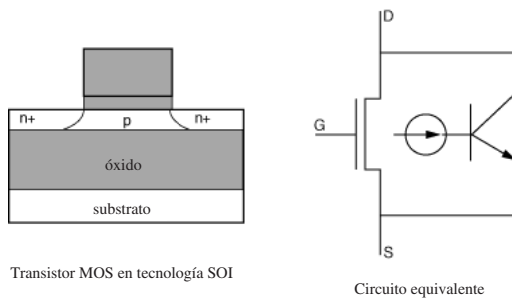 n+ p n+
óxido
substrato
Transistor MOS en tecnología SOI
D
G
S
Circuito equivalente